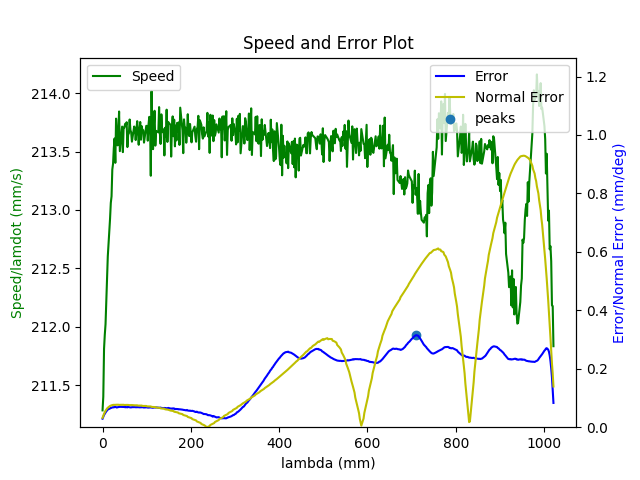 Speed and Error Plot
Speed
Error
Normal Error
peaks
214.0
213.5
213.0
212.5
212.0
211.5
Speed/lamdot (mm/s)
1.2
1.0
0.8
0.6
0.4
0.2
0.0
Error/Normal Error (mm/deg)
0
200
400
600
800
1000
lambda (mm)